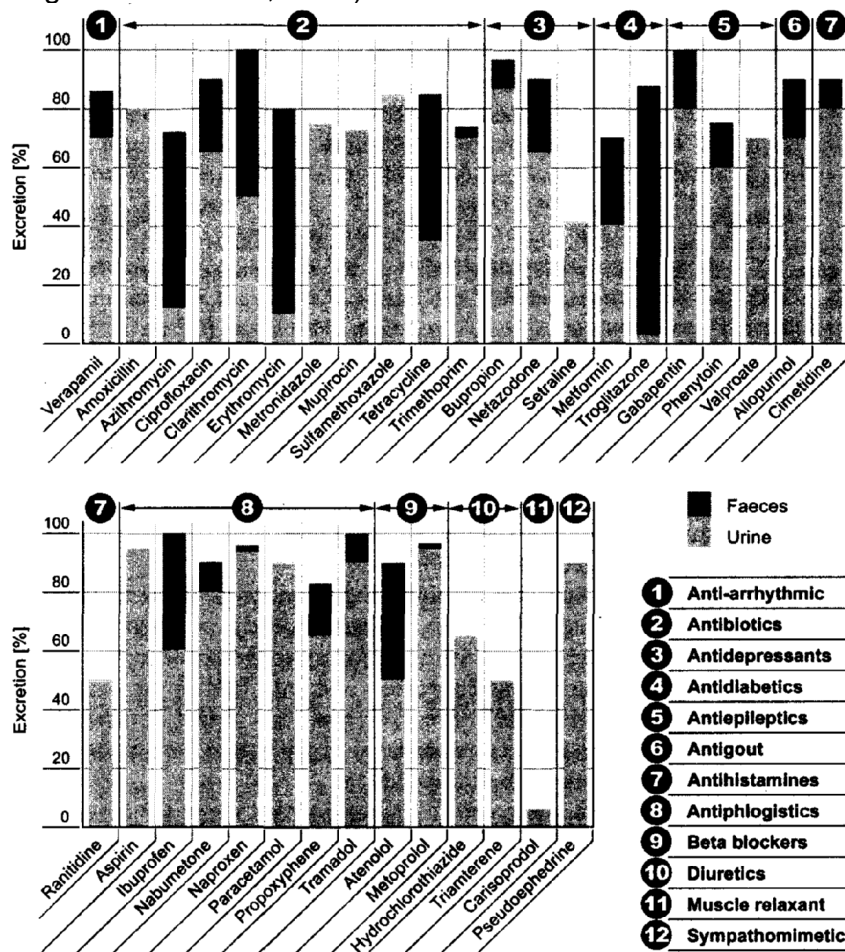 1 2 3 4 5 6 7
100
80
60
40
20
0
Excretion [%]
Verapamil
Amoxicillin
Azithromycin
Ciprofloxacin
Clarithromycin
Erythromycin
Metronidazole
Mupirocin
Sulfamethoxazole
Tetracycline
Trimethoprim
Bupropion
Nefazodone
Setraline
Metformin
Troglitazone
Gabapentin
Phenytoin
Valproate
Allopurinol
Cimetidine
7 8 9 10 11 12
100
80
60
40
20
0
Excretion [%]
Ranitidine
Aspirin
Ibuprofen
Nabumetone
Naproxen
Paracetamol
Propoxyphene
Tramadol
Atenolol
Metoprolol
Hydrochlorothiazide
Triamterene
Carisoprodol
Pseudoephedrine
Faeces
Urine
1 Anti-arrhythmic
2 Antibiotics
3 Antidepressants
4 Antidiabetics
5 Antiepileptics
6 Antigout
7 Antihistamines
8 Antiphlogistics
9 Beta blockers
10 Diuretics
11 Muscle relaxant
12 Sympathomimetic